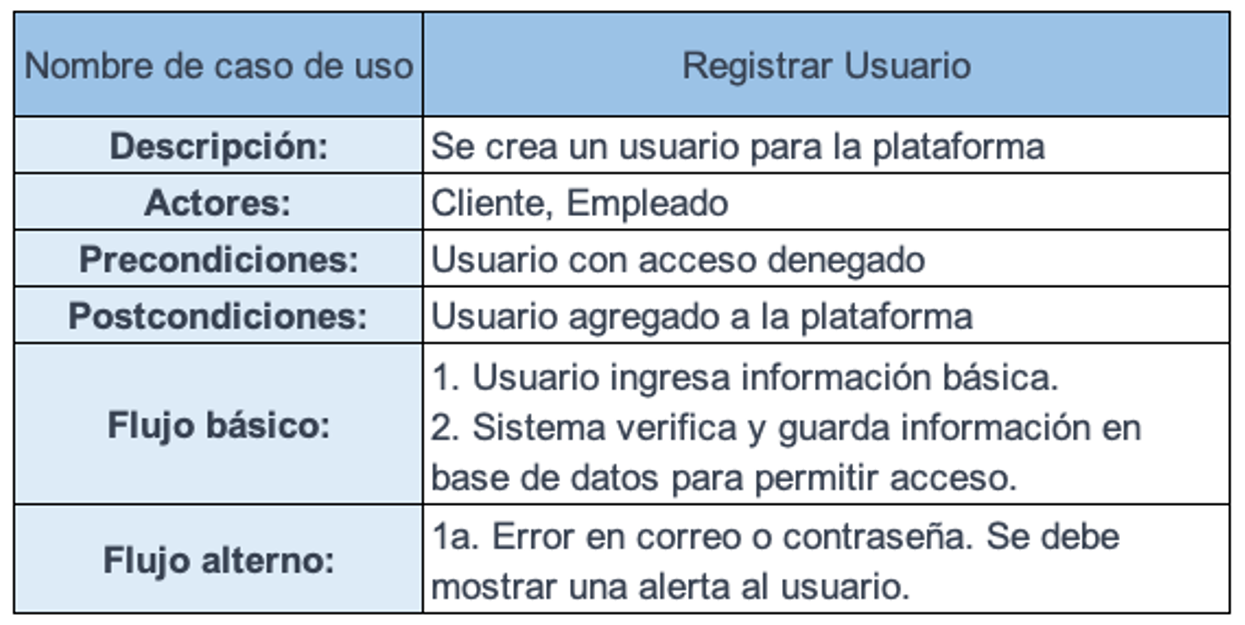 Nombre de caso de uso
Registrar Usuario
Descripción:
Se crea un usuario para la plataforma
Actores:
Cliente, Empleado
Precondiciones:
Usuario con acceso denegado
Postcondiciones:
Usuario agregado a la plataforma
Flujo básico:
1. Usuario ingresa información básica.
2. Sistema verifica y guarda información en
base de datos para permitir acceso.
Flujo alterno:
1a. Error en correo o contraseña. Se debe
mostrar una alerta al usuario.